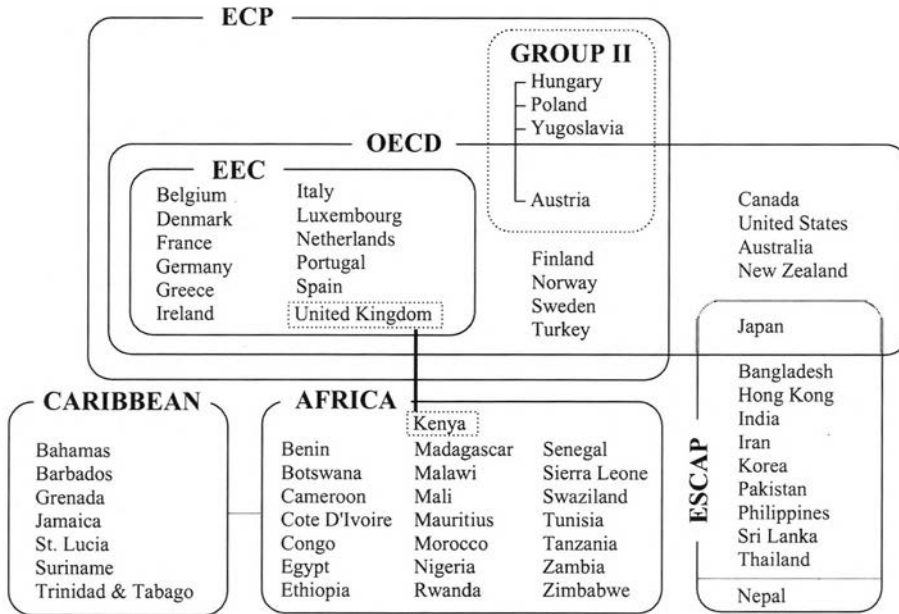 ECP
GROUP II
Hungary
Poland
Yugoslavia
Austria
OECD
EEC
Belgium
Denmark
France
Germany
Greece
Ireland
Italy
Luxembourg
Netherlands
Portugal
Spain
United Kingdom
Finland
Norway
Sweden
Turkey
Canada
United States
Australia
New Zealand
Japan
Bangladesh
Hong Kong
India
Iran
Korea
Pakistan
Philippines
Sri Lanka
Thailand
Nepal
ESCAP
CARIBBEAN
Bahamas
Barbados
Grenada
Jamaica
St. Lucia
Suriname
Trinidad & Tabago
AFRICA
Benin
Botswana
Cameroon
Cote D'Ivoire
Congo
Egypt
Ethiopia
Kenya
Madagascar
Malawi
Mali
Mauritius
Morocco
Nigeria
Rwanda
Senegal
Sierra Leone
Swaziland
Tunisia
Tanzania
Zambia
Zimbabwe